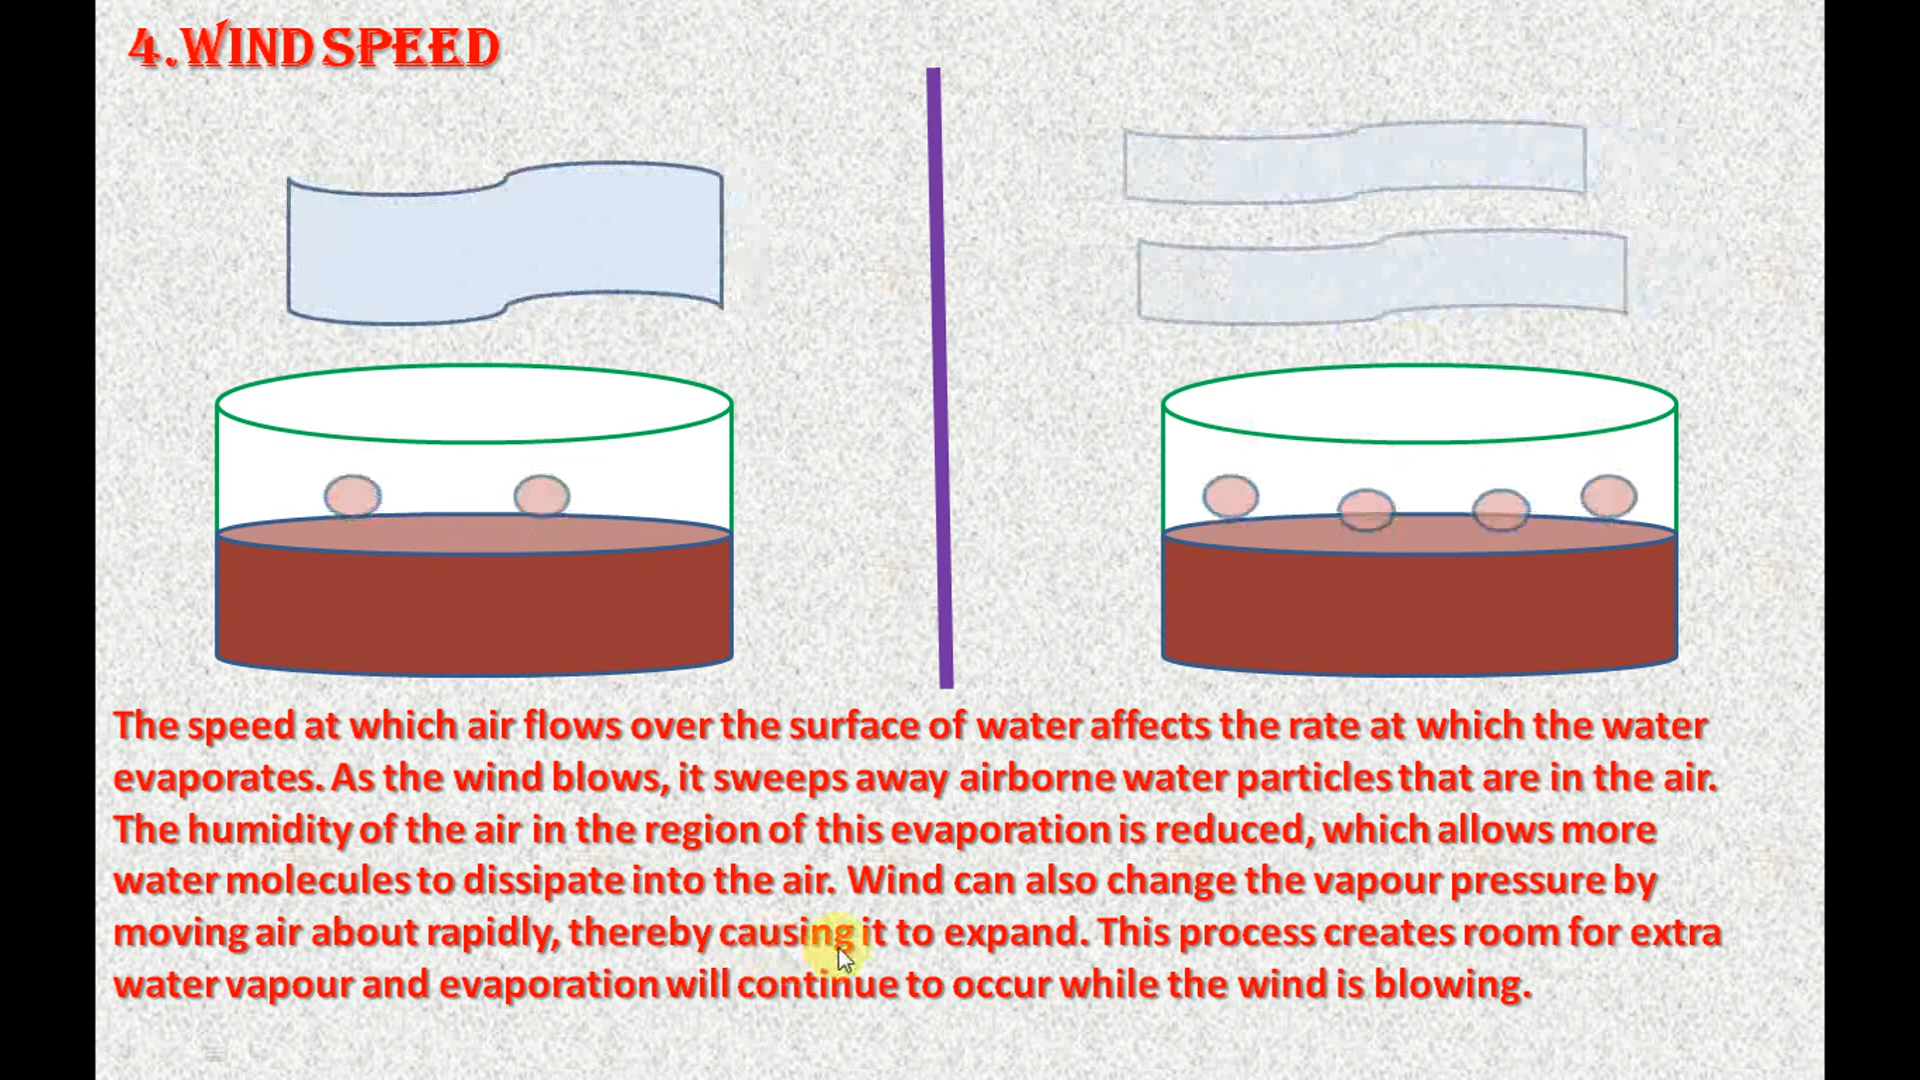 4.WIND SPEED
The speed at which air flows over the surface of water affects the rate at which the water
evaporates. As the wind blows, it sweeps away airborne water particles that are in the air.
The humidity of the air in the region of this evaporation is reduced, which allows more
water molecules to dissipate into the air. Wind can also change the vapour pressure by
moving air about rapidly, thereby causing it to expand. This process creates room for extra
water vapour and evaporation will continue to occur while the wind is blowing.